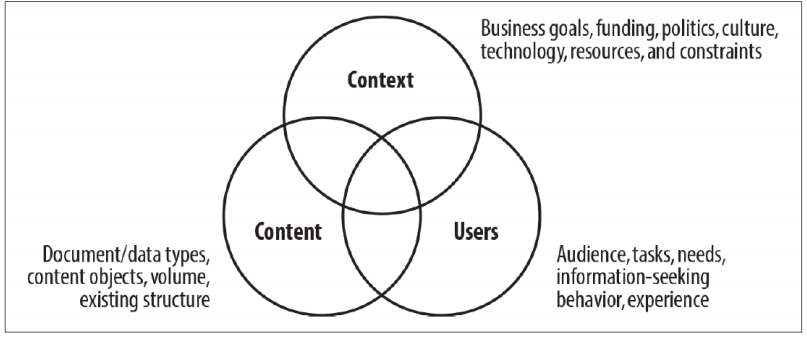 Business goals, funding, politics, culture,
technology, resources, and constraints
Context
Content
Users
Document/data types,
content objects, volume,
existing structure
Audience, tasks, needs,
information-seeking
behavior, experience